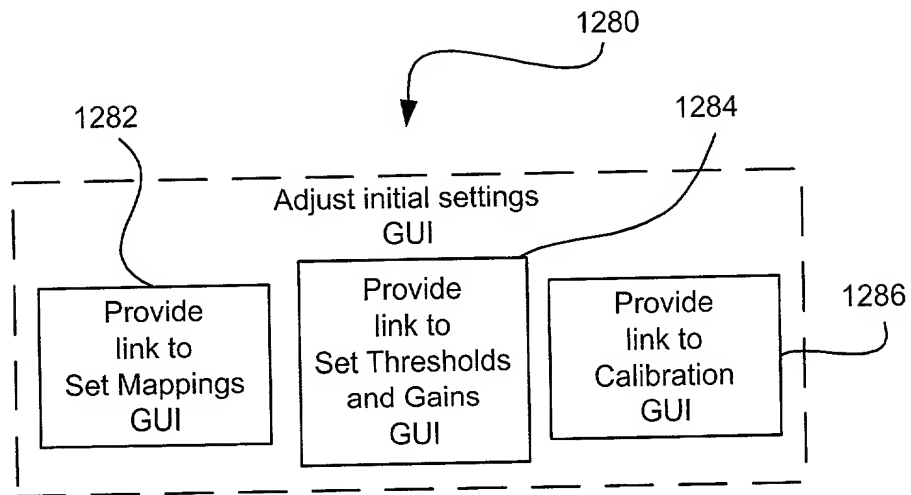 1280
1282
1284
Adjust initial settings
GUI
Provide
link to
Set Mappings
GUI
Provide
link to
Set Thresholds
and Gains
GUI
Provide
link to
Calibration
GUI
1286